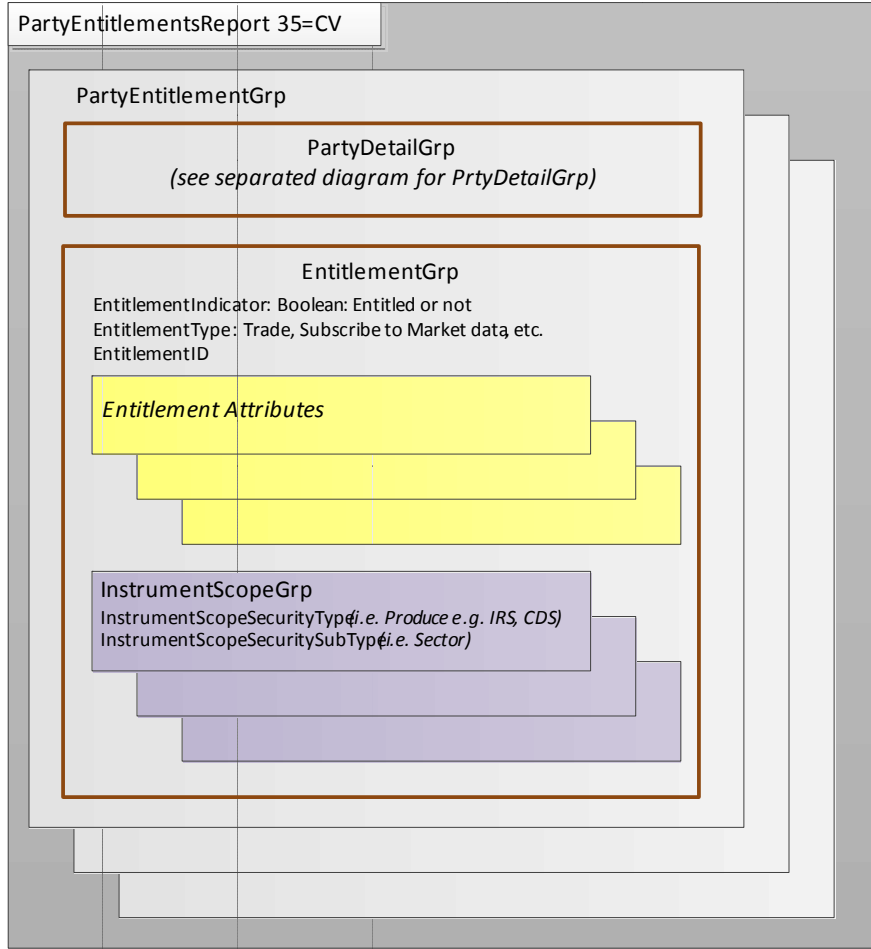 PartyEntitlementsReport 35=CV
PartyEntitlementGrp
PartyDetailGrp
(see separated diagram for PrtyDetailGrp)
EntitlementGrp
EntitlementIndicator: Boolean: Entitled or not
EntitlementType: Trade, Subscribe to Market data, etc.
EntitlementID
Entitlement Attributes
InstrumentScopeGrp
InstrumentScopeSecurityType(i.e. Produce e.g. IRS, CDS)
InstrumentScopeSecuritySubType(i.e. Sector)